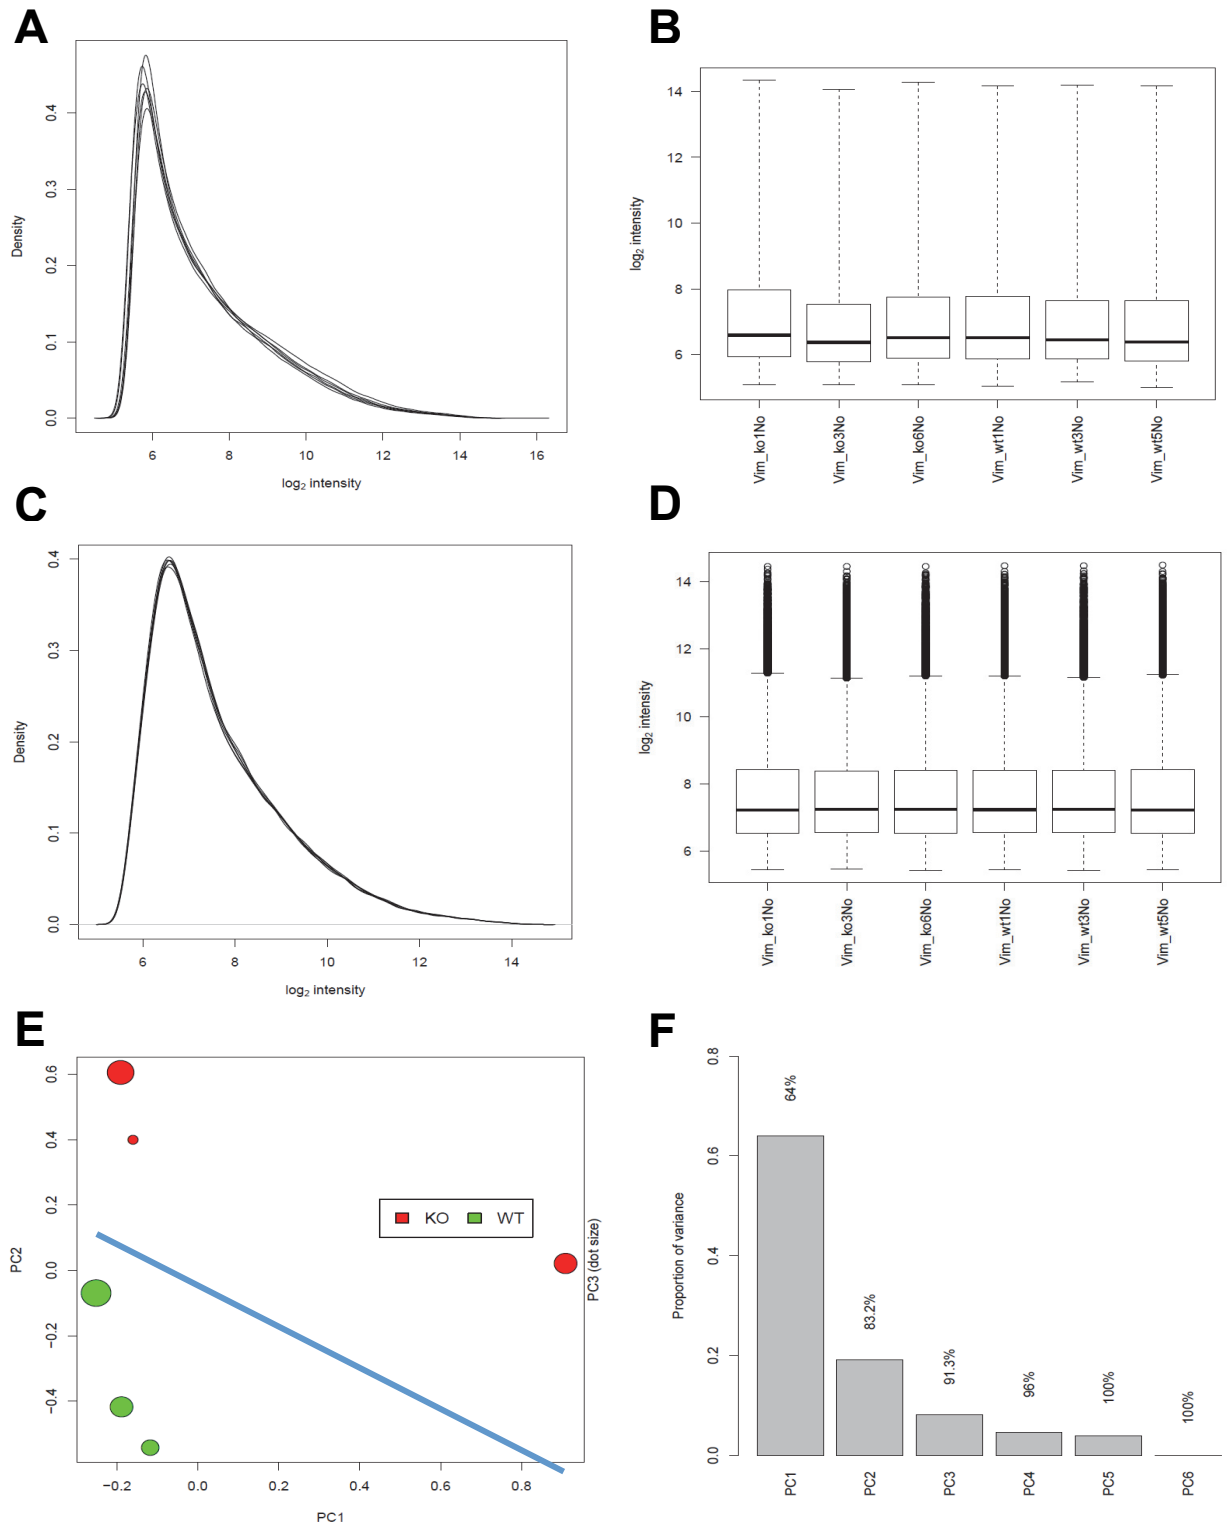 A
Density
0.0
0.1
0.2
0.3
0.4
6
8
10
12
14
16
log₂ intensity
B
log₂ intensity
6
8
10
12
14
Vim_ko1No
Vim_ko3No
Vim_ko6No
Vim_wt1No
Vim_wt3No
Vim_wt5No
C
Density
0.0
0.1
0.2
0.3
0.4
6
8
10
12
14
log₂ intensity
D
log₂ intensity
6
8
10
12
14
Vim_ko1No
Vim_ko3No
Vim_ko6No
Vim_wt1No
Vim_wt3No
Vim_wt5No
E
PC2
−0.4
−0.2
0.0
0.2
0.4
0.6
KO WT
PC3 (dot size)
−0.2
0.0
0.2
0.4
0.6
0.8
PC1
F
Proportion of variance
0.0
0.2
0.4
0.6
0.8
64%
83.2%
91.3%
96%
100%
100%
PC1
PC2
PC3
PC4
PC5
PC6